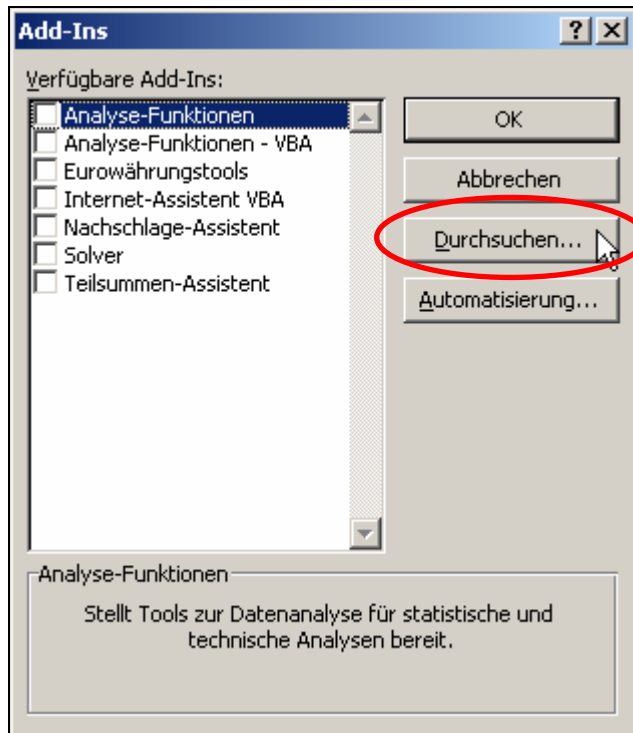 Add-Ins
Verfügbare Add-Ins:
Analyse-Funktionen
Analyse-Funktionen - VBA
Eurowährungstools
Internet-Assistent VBA
Nachschlage-Assistent
Solver
Teilsummen-Assistent
OK
Abbrechen
Durchsuchen...
Automatisierung...
Analyse-Funktionen
Stellt Tools zur Datenanalyse für statistische und
technische Analysen bereit.